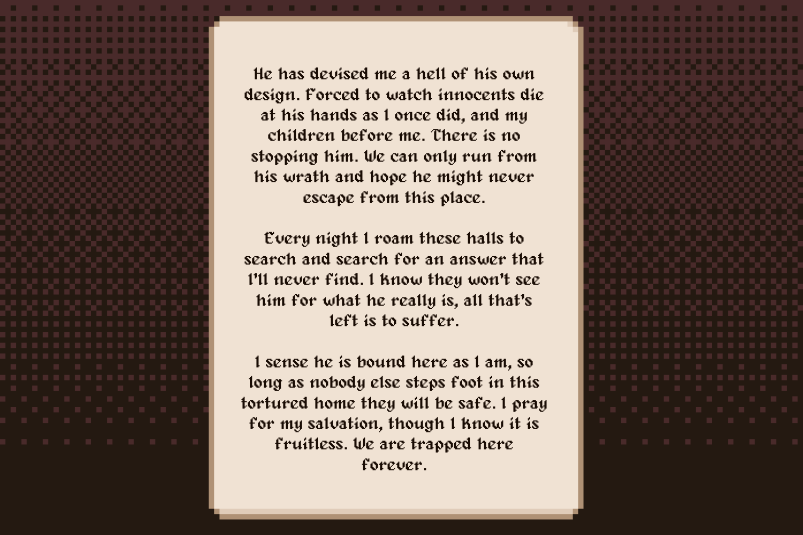 He has devised me a hell of his own
design. Forced to watch innocents die
at his hands as I once did, and my
children before me. There is no
stopping him. We can only run from
his wrath and hope he might never
escape from this place.
Every night I roam these halls to
search and search for an answer that
I'll never find. I know they won't see
him for what he really is, all that's
left is to suffer.
I sense he is bound here as I am, so
long as nobody else steps foot in this
tortured home they will be safe. I pray
for my salvation, though I know it is
fruitless. We are trapped here
forever.